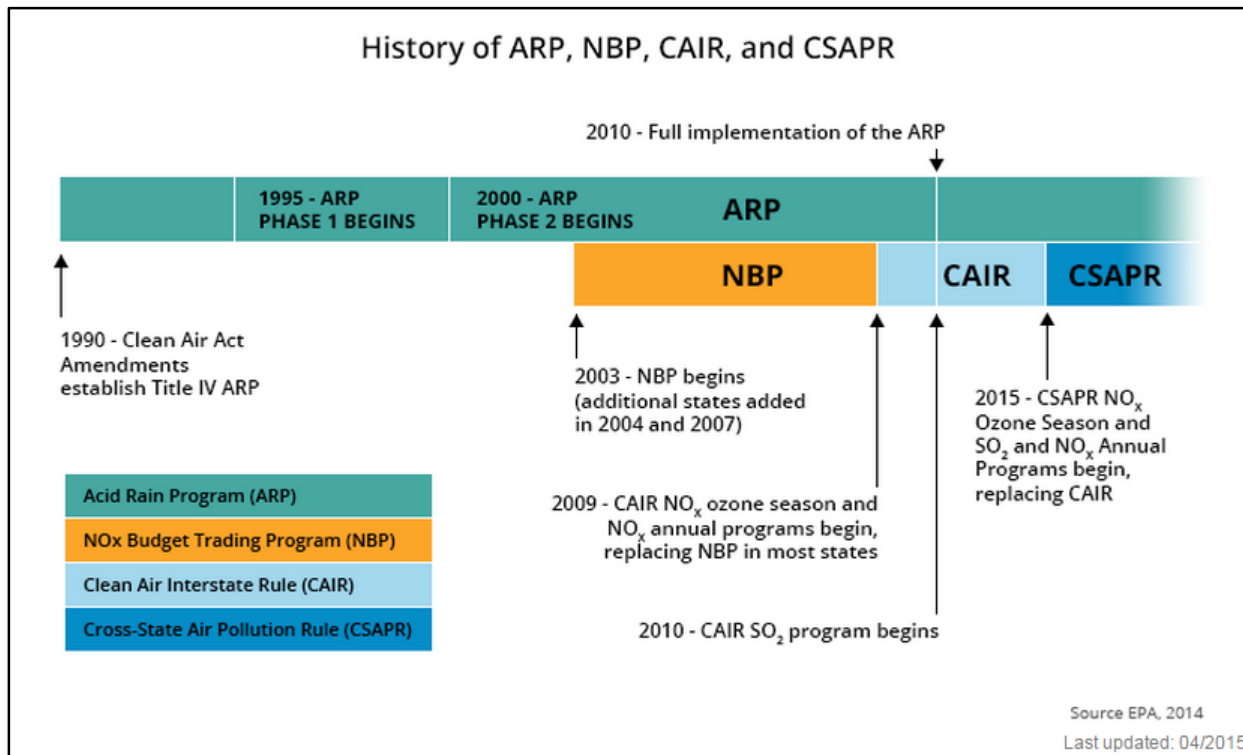 History of ARP, NBP, CAIR, and CSAPR
2010 - Full implementation of the ARP
1995 - ARP
PHASE 1 BEGINS
2000 - ARP
PHASE 2 BEGINS
ARP
NBP
CAIR
CSAPR
1990 - Clean Air Act
Amendments
establish Title IV ARP
2003 - NBP begins
(additional states added
in 2004 and 2007)
2015 - CSAPR NOₓ
Ozone Season and
SO₂ and NOₓ Annual
Programs begin,
replacing CAIR
2009 - CAIR NOₓ ozone season and
NOₓ annual programs begin,
replacing NBP in most states
2010 - CAIR SO₂ program begins
Acid Rain Program (ARP)
NOx Budget Trading Program (NBP)
Clean Air Interstate Rule (CAIR)
Cross-State Air Pollution Rule (CSAPR)
Source EPA, 2014
Last updated: 04/2015